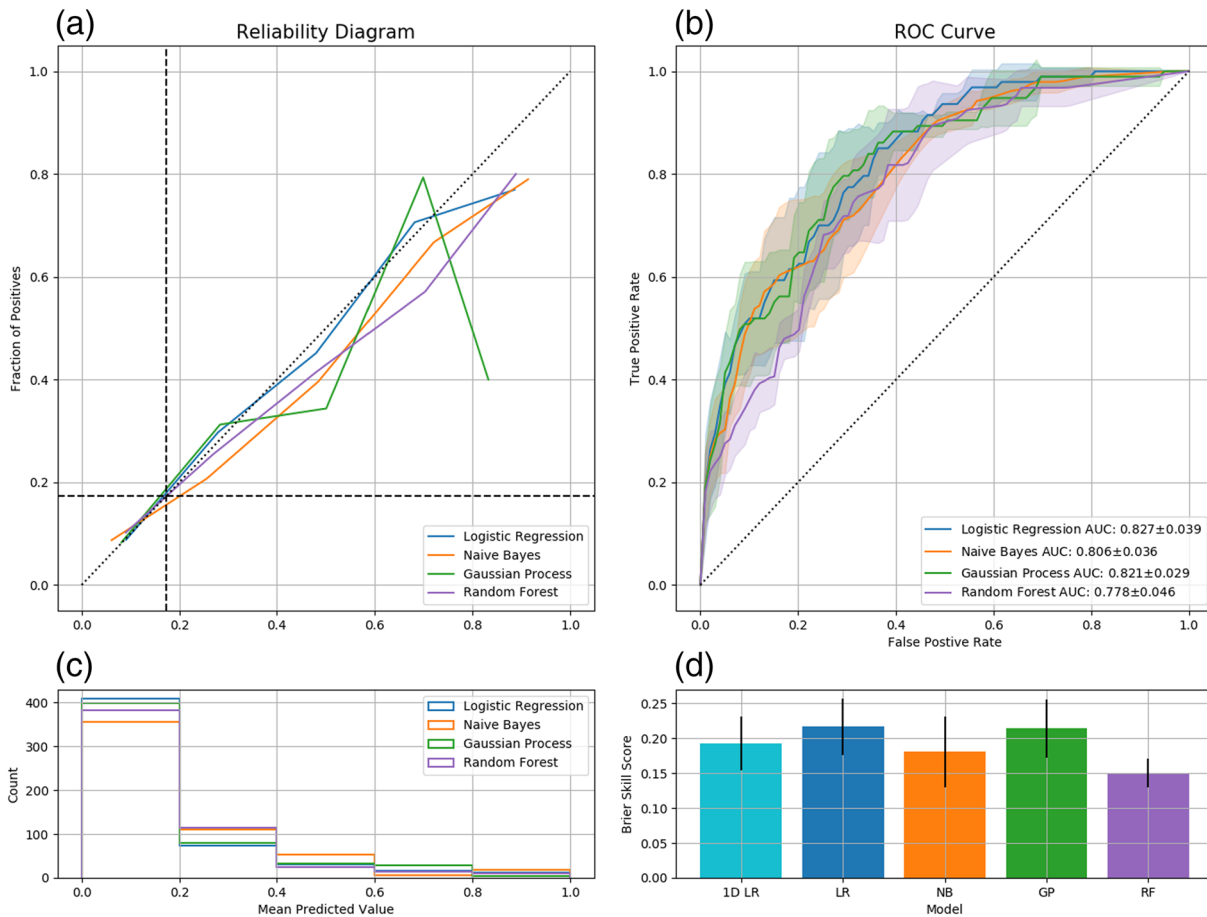 (a)
Reliability Diagram
1.0
0.8
0.6
0.4
0.2
0.0
Fraction of Positives
Logistic Regression
Naive Bayes
Gaussian Process
Random Forest
0.0 0.2 0.4 0.6 0.8 1.0
(b)
ROC Curve
1.0
0.8
0.6
0.4
0.2
0.0
True Positive Rate
Logistic Regression AUC: 0.827±0.039
Naive Bayes AUC: 0.806±0.036
Gaussian Process AUC: 0.821±0.029
Random Forest AUC: 0.778±0.046
0.0 0.2 0.4 0.6 0.8 1.0
False Postive Rate
(c)
400
300
200
100
0
Count
Logistic Regression
Naive Bayes
Gaussian Process
Random Forest
0.0 0.2 0.4 0.6 0.8 1.0
Mean Predicted Value
(d)
0.25
0.20
0.15
0.10
0.05
0.00
Brier Skill Score
1D LR LR NB GP RF
Model